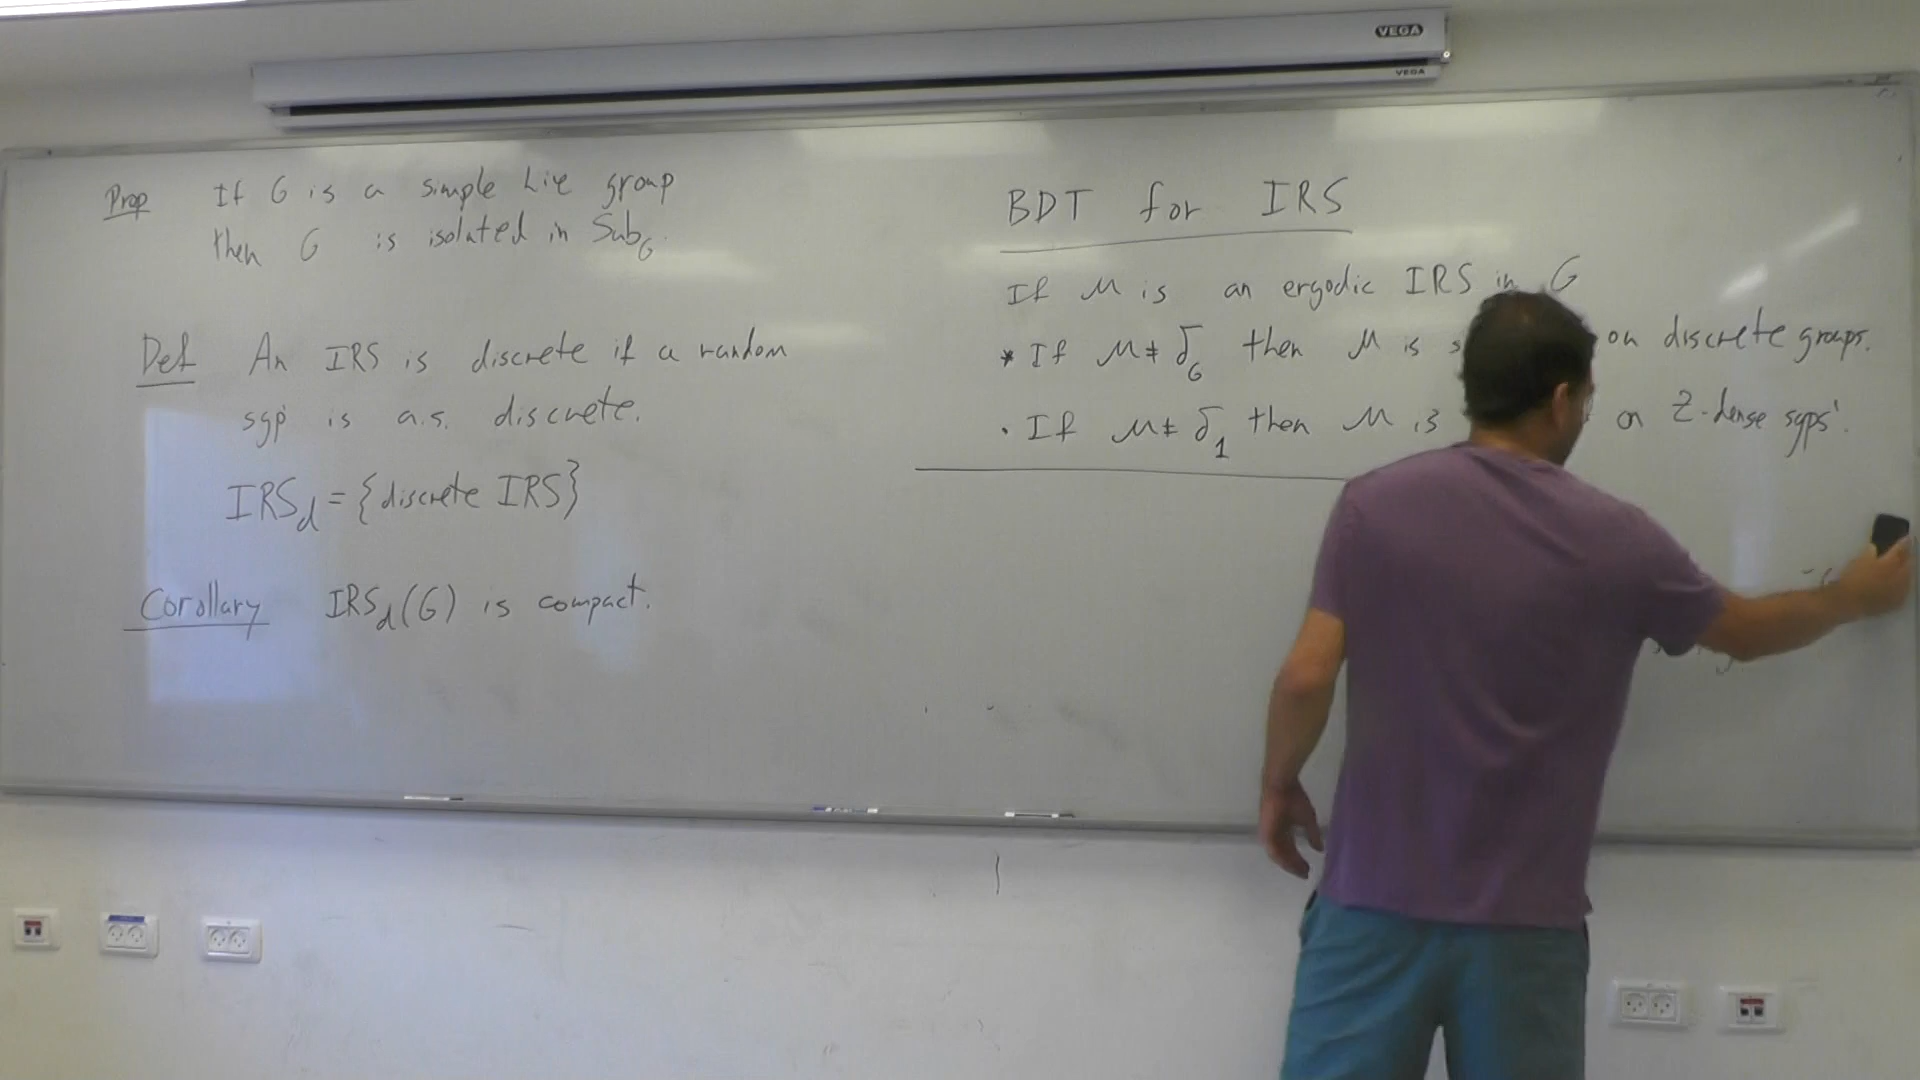 VEGA
VEGA
Prop If G is a simple Lie group
then G is isolated in Sub_G.
Def An IRS is discrete if a random
sgp is a.s. discrete.
IRS_d = {discrete IRS}
Corollary IRS_d(G) is compact.
BDT for IRS
If μ is an ergodic IRS in G
* If μ ≠ δ_G then μ is on discrete groups.
· If μ ≠ δ_1 then μ is on Z-dense sgps'.